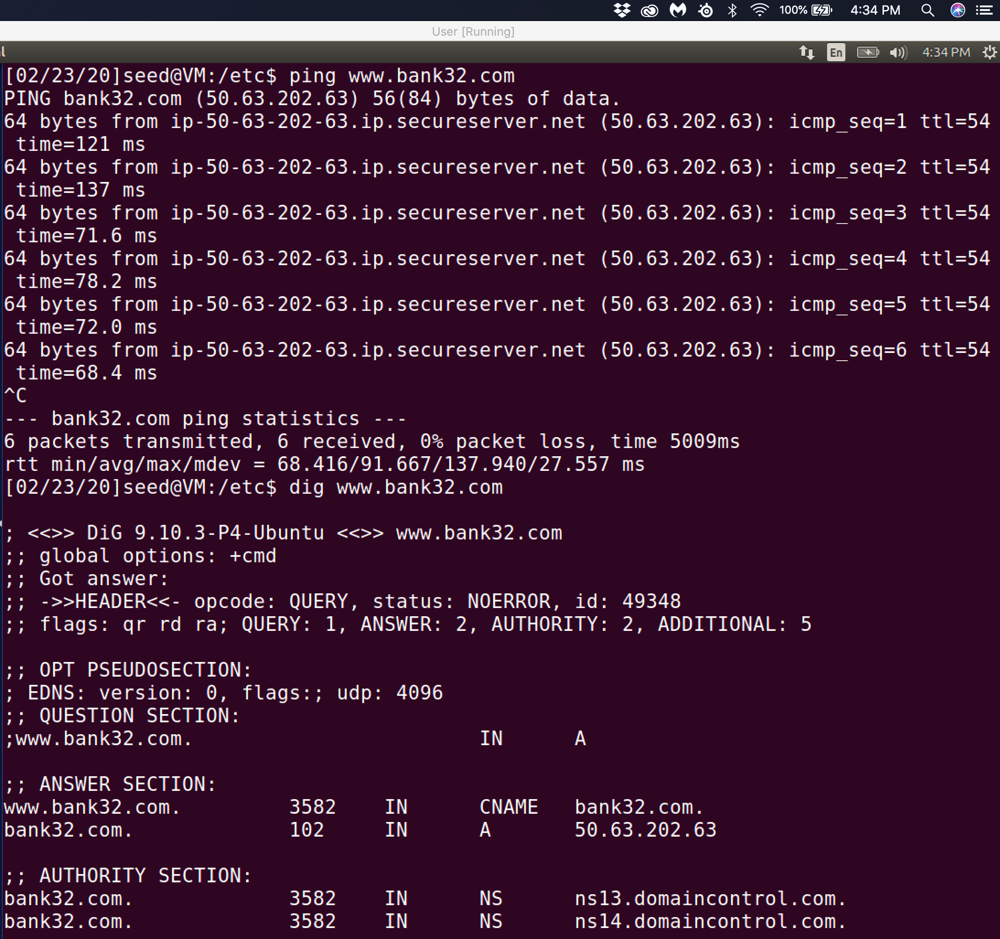 100% 4:34 PM
User [Running]
l En 4:34 PM
[02/23/20]seed@VM:/etc$ ping www.bank32.com
PING bank32.com (50.63.202.63) 56(84) bytes of data.
64 bytes from ip-50-63-202-63.ip.secureserver.net (50.63.202.63): icmp_seq=1 ttl=54
 time=121 ms
64 bytes from ip-50-63-202-63.ip.secureserver.net (50.63.202.63): icmp_seq=2 ttl=54
 time=137 ms
64 bytes from ip-50-63-202-63.ip.secureserver.net (50.63.202.63): icmp_seq=3 ttl=54
 time=71.6 ms
64 bytes from ip-50-63-202-63.ip.secureserver.net (50.63.202.63): icmp_seq=4 ttl=54
 time=78.2 ms
64 bytes from ip-50-63-202-63.ip.secureserver.net (50.63.202.63): icmp_seq=5 ttl=54
 time=72.0 ms
64 bytes from ip-50-63-202-63.ip.secureserver.net (50.63.202.63): icmp_seq=6 ttl=54
 time=68.4 ms
^C
--- bank32.com ping statistics ---
6 packets transmitted, 6 received, 0% packet loss, time 5009ms
rtt min/avg/max/mdev = 68.416/91.667/137.940/27.557 ms
[02/23/20]seed@VM:/etc$ dig www.bank32.com

; <<>> DiG 9.10.3-P4-Ubuntu <<>> www.bank32.com
;; global options: +cmd
;; Got answer:
;; ->>HEADER<<- opcode: QUERY, status: NOERROR, id: 49348
;; flags: qr rd ra; QUERY: 1, ANSWER: 2, AUTHORITY: 2, ADDITIONAL: 5

;; OPT PSEUDOSECTION:
; EDNS: version: 0, flags:; udp: 4096
;; QUESTION SECTION:
;www.bank32.com. IN A

;; ANSWER SECTION:
www.bank32.com. 3582 IN CNAME bank32.com.
bank32.com. 102 IN A 50.63.202.63

;; AUTHORITY SECTION:
bank32.com. 3582 IN NS ns13.domaincontrol.com.
bank32.com. 3582 IN NS ns14.domaincontrol.com.